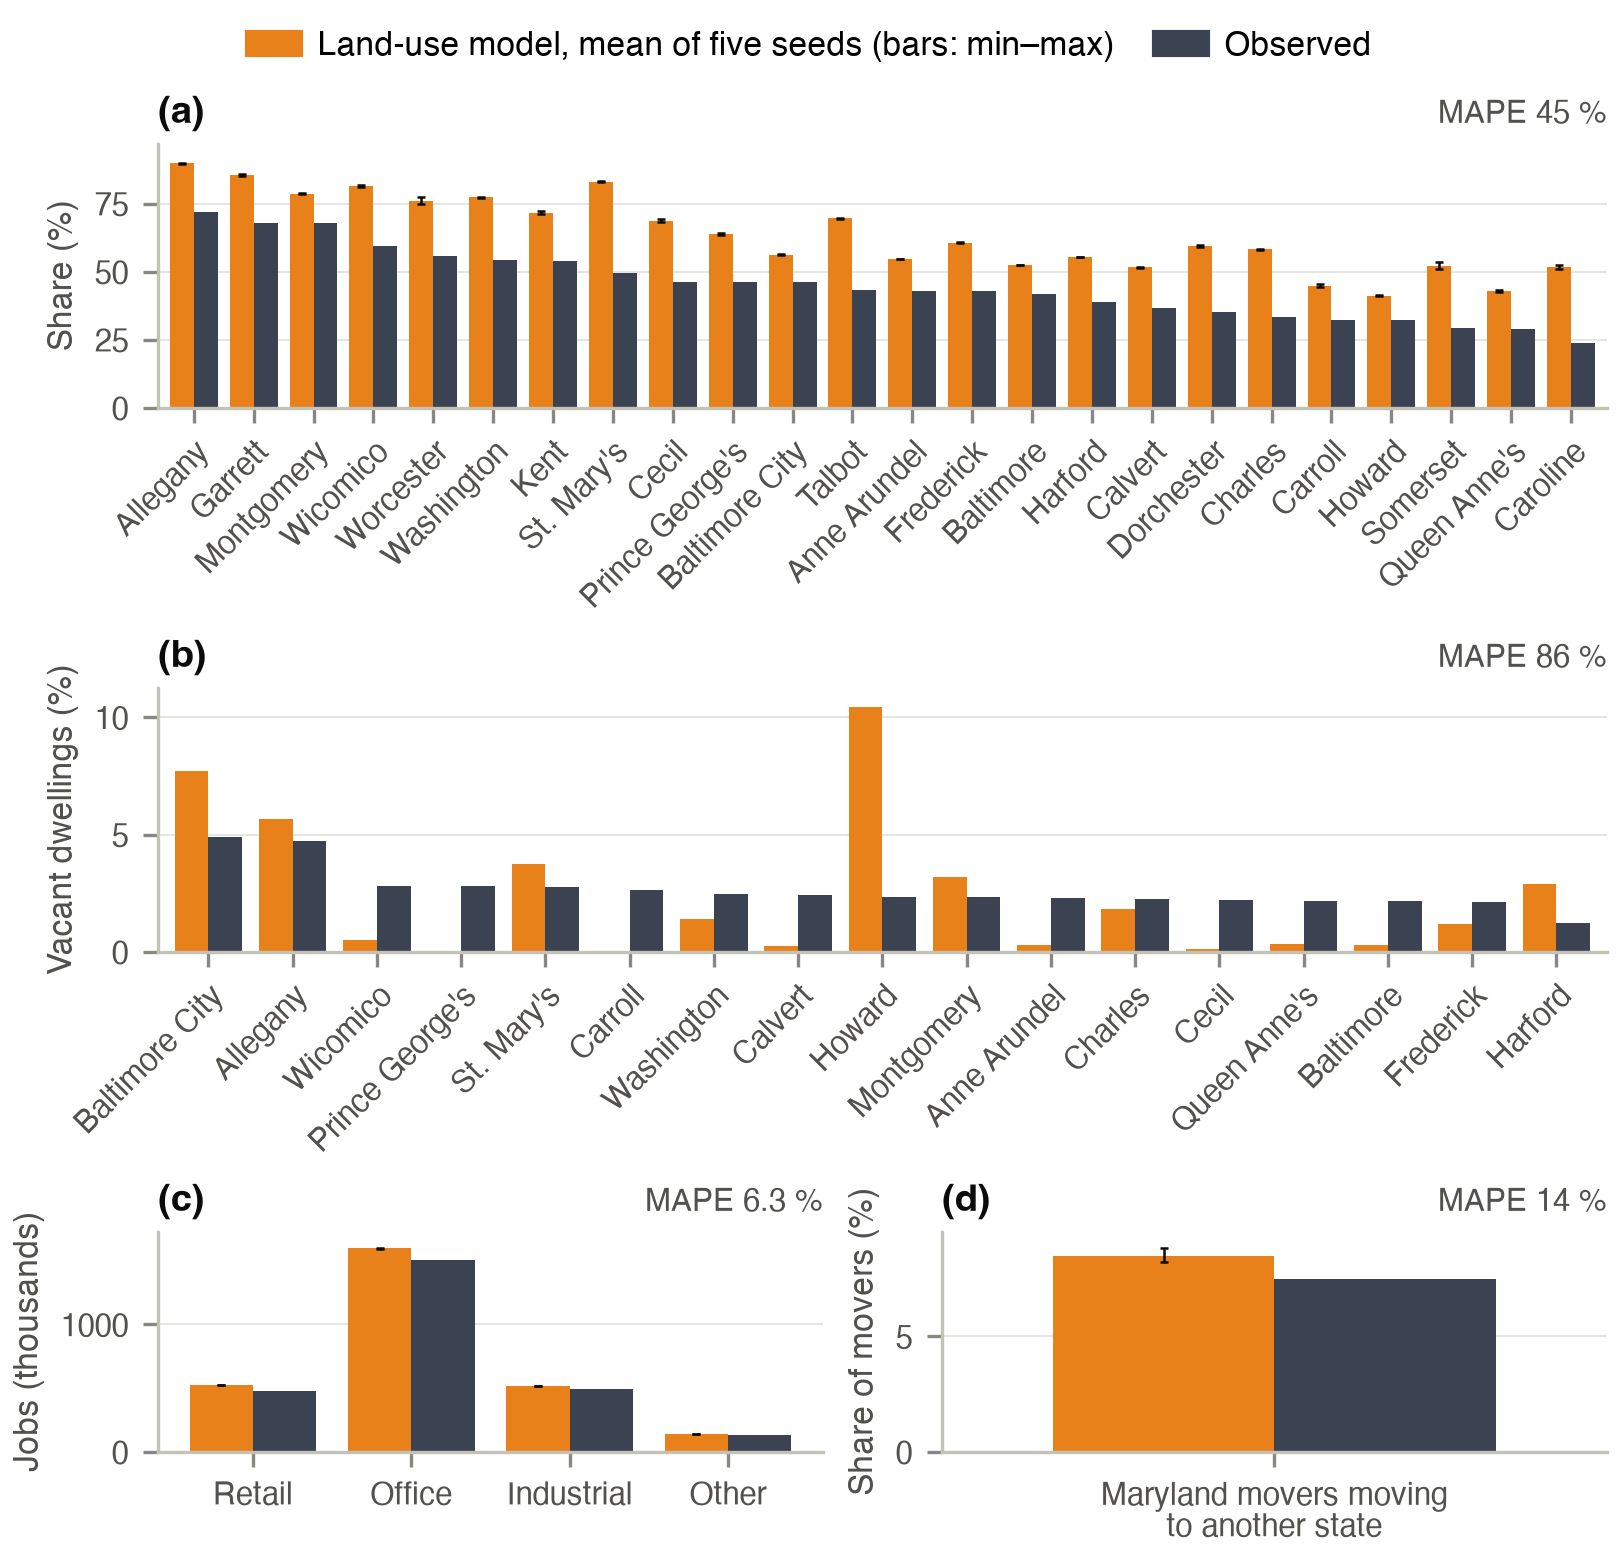 Land-use model, mean of five seeds (bars: min–max)
Observed
(a)
MAPE 45 %
Share (%)
75
50
25
0
Allegany
Garrett
Montgomery
Wicomico
Worcester
Washington
Kent
St. Mary's
Cecil
Prince George's
Baltimore City
Talbot
Anne Arundel
Frederick
Baltimore
Harford
Calvert
Dorchester
Charles
Carroll
Howard
Somerset
Queen Anne's
Caroline
(b)
MAPE 86 %
Vacant dwellings (%)
10
5
0
Baltimore City
Allegany
Wicomico
Prince George's
St. Mary's
Carroll
Washington
Calvert
Howard
Montgomery
Anne Arundel
Charles
Cecil
Queen Anne's
Baltimore
Frederick
Harford
(c)
MAPE 6.3 %
Jobs (thousands)
1000
0
Retail
Office
Industrial
Other
(d)
MAPE 14 %
Share of movers (%)
5
0
Maryland movers moving
to another state